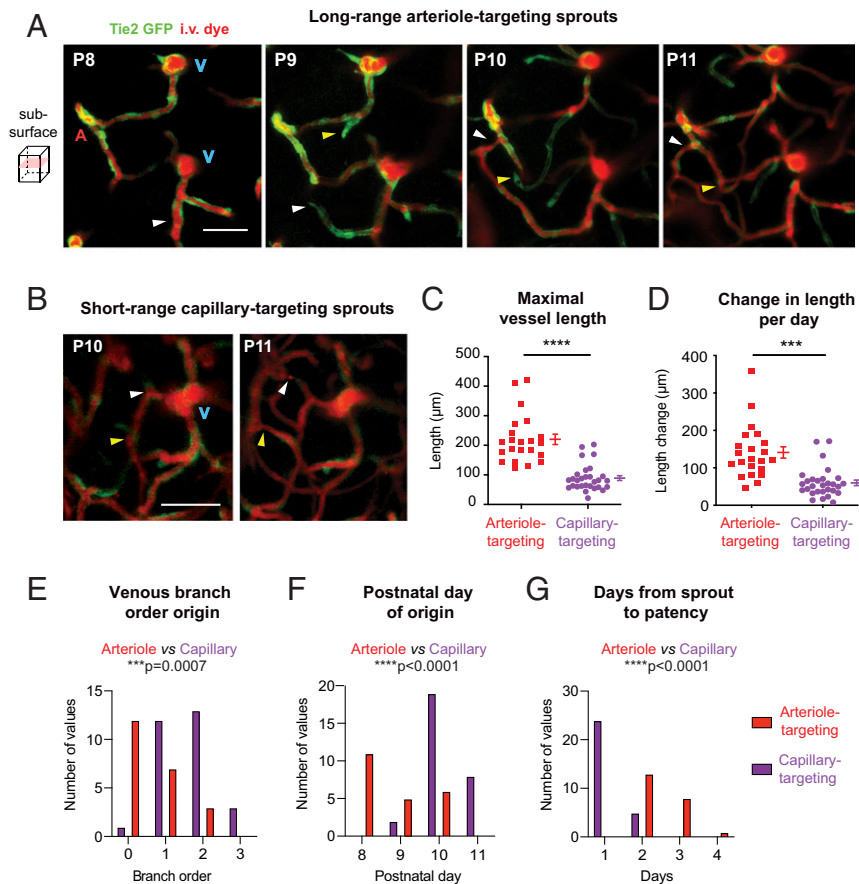 A
Long-range arteriole-targeting sprouts
Tie2 GFP i.v. dye
P8
V
A
V
P9
P10
P11
sub-
surface
B
Short-range capillary-targeting sprouts
P10
V
P11
C
Maximal
vessel length
****
Length (µm)
500
400
300
200
100
0
Arteriole-
targeting
Capillary-
targeting
D
Change in length
per day
***
Length change (µm)
400
300
200
100
0
Arteriole-
targeting
Capillary-
targeting
E
Venous branch
order origin
Arteriole vs Capillary
***p=0.0007
Number of values
15
10
5
0
0 1 2 3
Branch order
F
Postnatal day
of origin
Arteriole vs Capillary
****p<0.0001
Number of values
20
15
10
5
0
8 9 10 11
Postnatal day
G
Days from sprout
to patency
Arteriole vs Capillary
****p<0.0001
Number of values
30
20
10
0
1 2 3 4
Days
Arteriole-
targeting
Capillary-
targeting